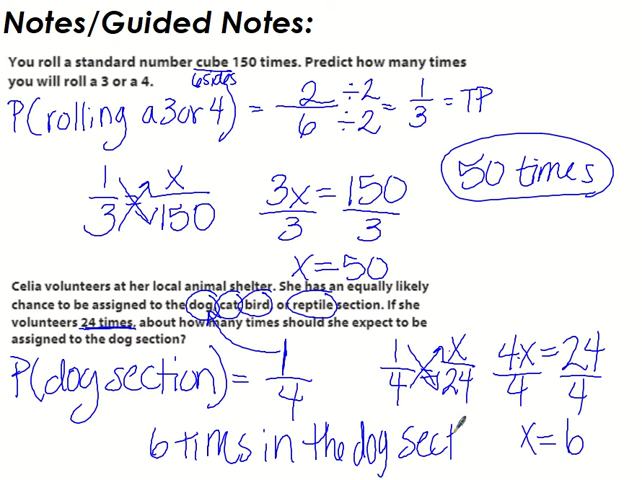 Notes/Guided Notes:
You roll a standard number cube 150 times. Predict how many times
you will roll a 3 or a 4.
6 sides
P(rolling a 3 or 4) = 2/6 ÷2/÷2 = 1/3 = TP
50 times
1/3 = x/150
3x/3 = 150/3
x = 50
Celia volunteers at her local animal shelter. She has an equally likely
chance to be assigned to the dog, cat, bird or reptile section. If she
volunteers 24 times, about how many times should she expect to be
assigned to the dog section?
P(dog section) = 1/4
1/4 = x/24
4x/4 = 24/4
x = 6
6 times in the dog sect